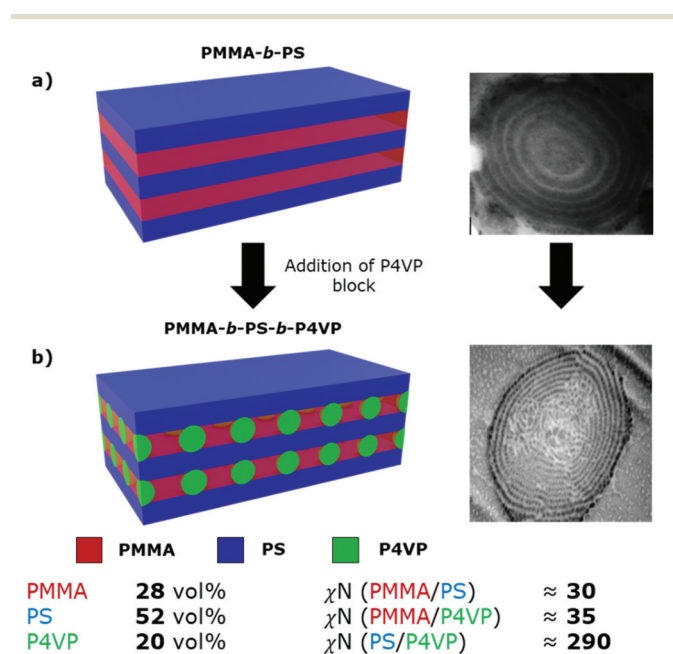 PMMA-b-PS
a)
Addition of P4VP
block
PMMA-b-PS-b-P4VP
b)
PMMA PS P4VP
PMMA 28 vol% χN (PMMA/PS) ≈ 30
PS 52 vol% χN (PMMA/P4VP) ≈ 35
P4VP 20 vol% χN (PS/P4VP) ≈ 290